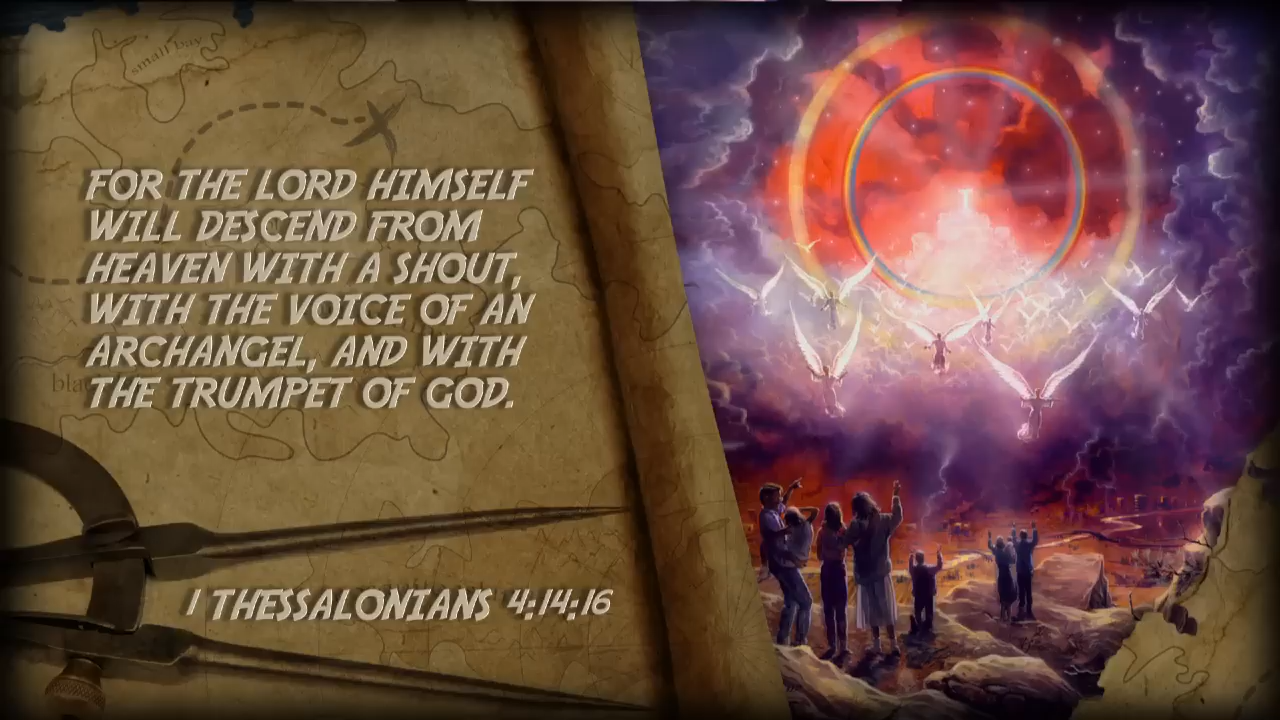 small bay
FOR THE LORD HIMSELF
WILL DESCEND FROM
HEAVEN WITH A SHOUT,
WITH THE VOICE OF AN
ARCHANGEL, AND WITH
THE TRUMPET OF GOD.
1 THESSALONIANS 4:14:16